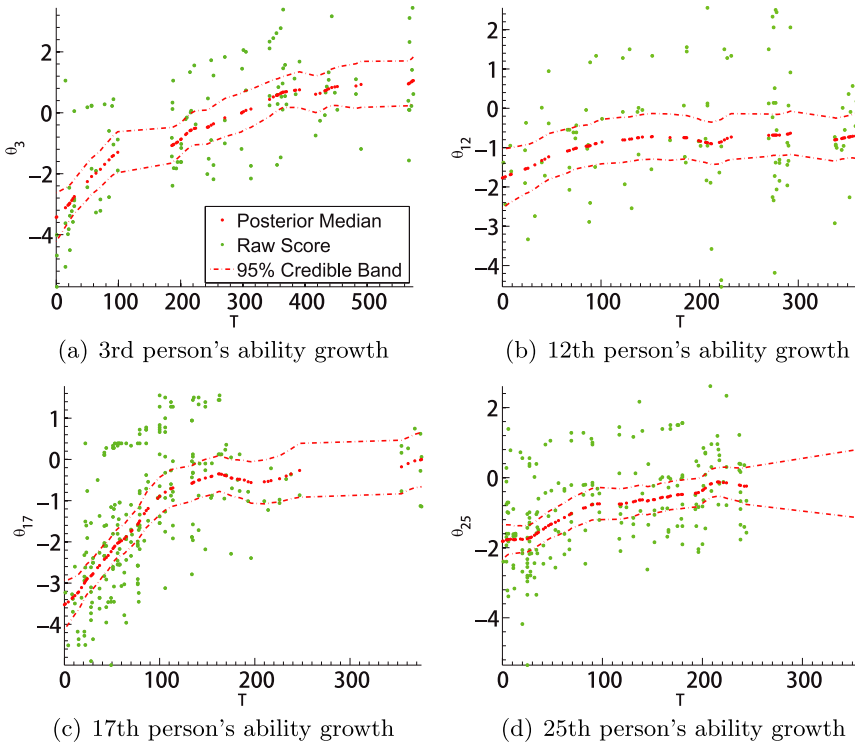 2
0
−2
−4
θ3
0 100 200 300 400 500
T
Posterior Median
Raw Score
95% Credible Band
(a) 3rd person's ability growth
2
1
0
−1
−2
−3
−4
θ12
0 100 200 300
T
(b) 12th person's ability growth
1
0
−1
−2
−3
−4
θ17
0 100 200 300
T
(c) 17th person's ability growth
2
0
−2
−4
θ25
0 100 200 300
T
(d) 25th person's ability growth